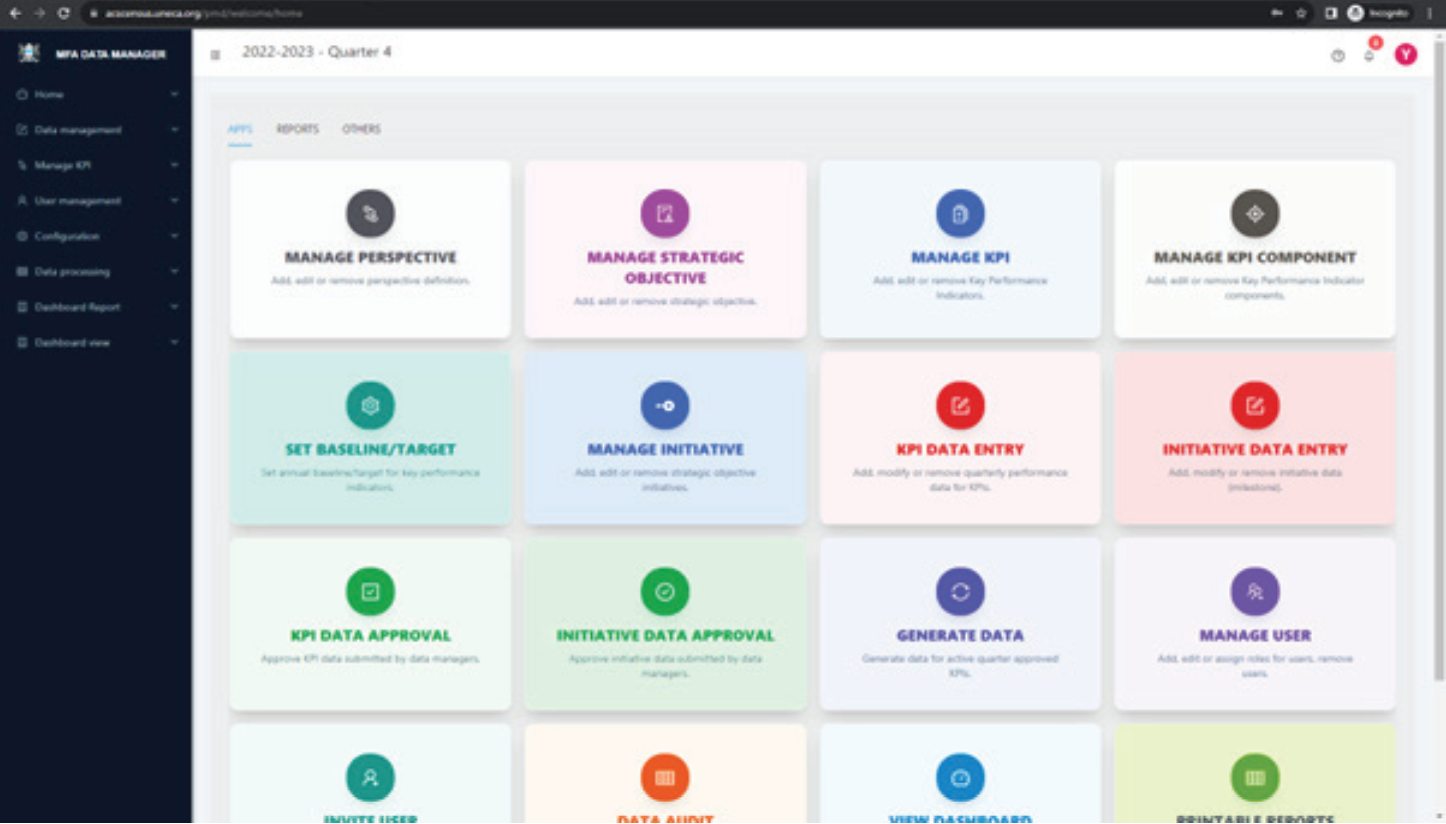 acscensus.uneca.org/pmd/welcome/home
Incognito
MFA DATA MANAGER
2022-2023 - Quarter 4
Y
Home
Data management
Manage KPI
User management
Configuration
Data processing
Dashboard Report
Dashboard view
APPS REPORTS OTHERS
MANAGE PERSPECTIVE
Add, edit or remove perspective definition.
MANAGE STRATEGIC
OBJECTIVE
Add, edit or remove strategic objective.
MANAGE KPI
Add, edit or remove Key Performance
Indicators.
MANAGE KPI COMPONENT
Add, edit or remove Key Performance Indicator
components.
SET BASELINE/TARGET
Set annual baseline/target for key performance
indicators.
MANAGE INITIATIVE
Add, edit or remove strategic objective
initiatives.
KPI DATA ENTRY
Add, modify or remove quarterly performance
data for KPIs.
INITIATIVE DATA ENTRY
Add, modify or remove initiative data
(milestone).
KPI DATA APPROVAL
Approve KPI data submitted by data managers.
INITIATIVE DATA APPROVAL
Approve initiative data submitted by data
managers.
GENERATE DATA
Generate data for active quarter approved
KPIs.
MANAGE USER
Add, edit or assign roles for users, remove
users.
INVITE USER
DATA AUDIT
VIEW DASHBOARD
PRINTABLE REPORTS